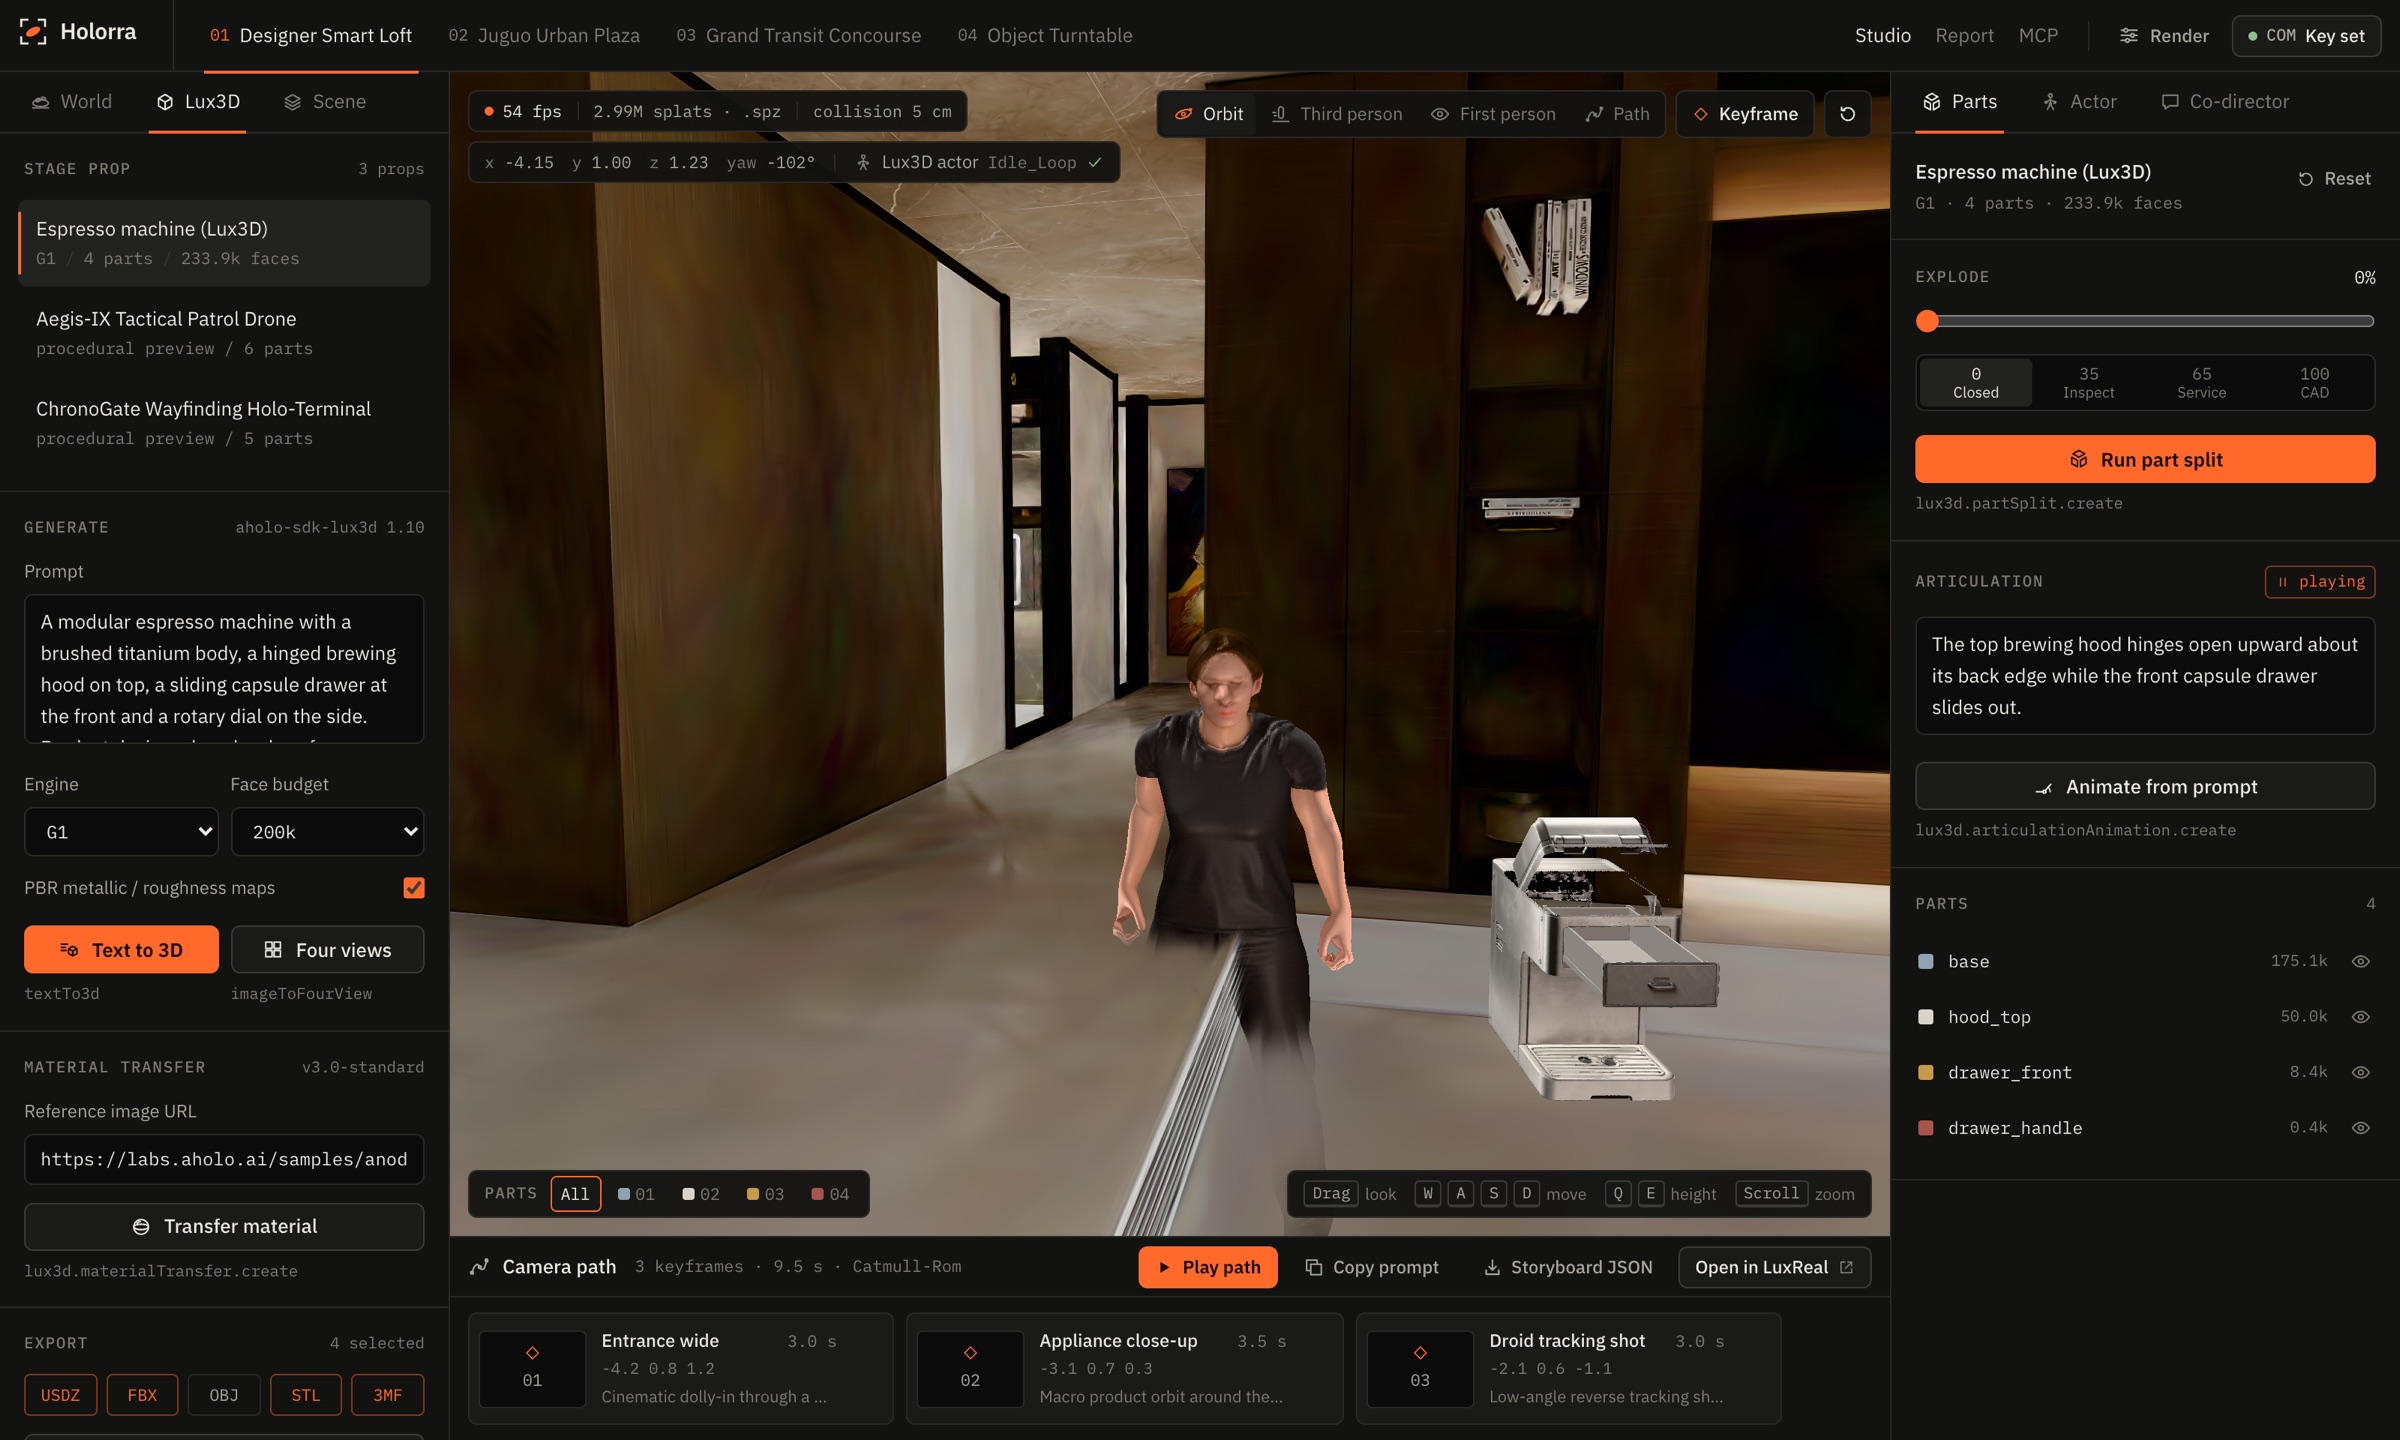 Holorra
01 Designer Smart Loft
02 Juguo Urban Plaza
03 Grand Transit Concourse
04 Object Turntable
Studio
Report
MCP
Render
COM Key set
World
Lux3D
Scene
STAGE PROP
3 props
Espresso machine (Lux3D)
G1 / 4 parts / 233.9k faces
Aegis-IX Tactical Patrol Drone
procedural preview / 6 parts
ChronoGate Wayfinding Holo-Terminal
procedural preview / 5 parts
GENERATE
aholo-sdk-lux3d 1.10
Prompt
A modular espresso machine with a
brushed titanium body, a hinged brewing
hood on top, a sliding capsule drawer at
the front and a rotary dial on the side.
Engine
Face budget
G1
200k
PBR metallic / roughness maps
Text to 3D
Four views
textTo3d
imageToFourView
MATERIAL TRANSFER
v3.0-standard
Reference image URL
https://labs.aholo.ai/samples/anod
Transfer material
lux3d.materialTransfer.create
EXPORT
4 selected
USDZ
FBX
OBJ
STL
3MF
54 fps
2.99M splats · .spz
collision 5 cm
x -4.15 y 1.00 z 1.23 yaw -102°
Lux3D actor Idle_Loop
Orbit
Third person
First person
Path
Keyframe
ART
WINDOWS
PARTS
All
01
02
03
04
Drag look
W A S D move
Q E height
Scroll zoom
Camera path
3 keyframes · 9.5 s · Catmull-Rom
Play path
Copy prompt
Storyboard JSON
Open in LuxReal
01
Entrance wide
3.0 s
-4.2 0.8 1.2
Cinematic dolly-in through a ...
02
Appliance close-up
3.5 s
-3.1 0.7 0.3
Macro product orbit around the...
03
Droid tracking shot
3.0 s
-2.1 0.6 -1.1
Low-angle reverse tracking sh...
Parts
Actor
Co-director
Espresso machine (Lux3D)
G1 · 4 parts · 233.9k faces
Reset
EXPLODE
0%
0
Closed
35
Inspect
65
Service
100
CAD
Run part split
lux3d.partSplit.create
ARTICULATION
playing
The top brewing hood hinges open upward about
its back edge while the front capsule drawer
slides out.
Animate from prompt
lux3d.articulationAnimation.create
PARTS
4
base
175.1k
hood_top
50.0k
drawer_front
8.4k
drawer_handle
0.4k